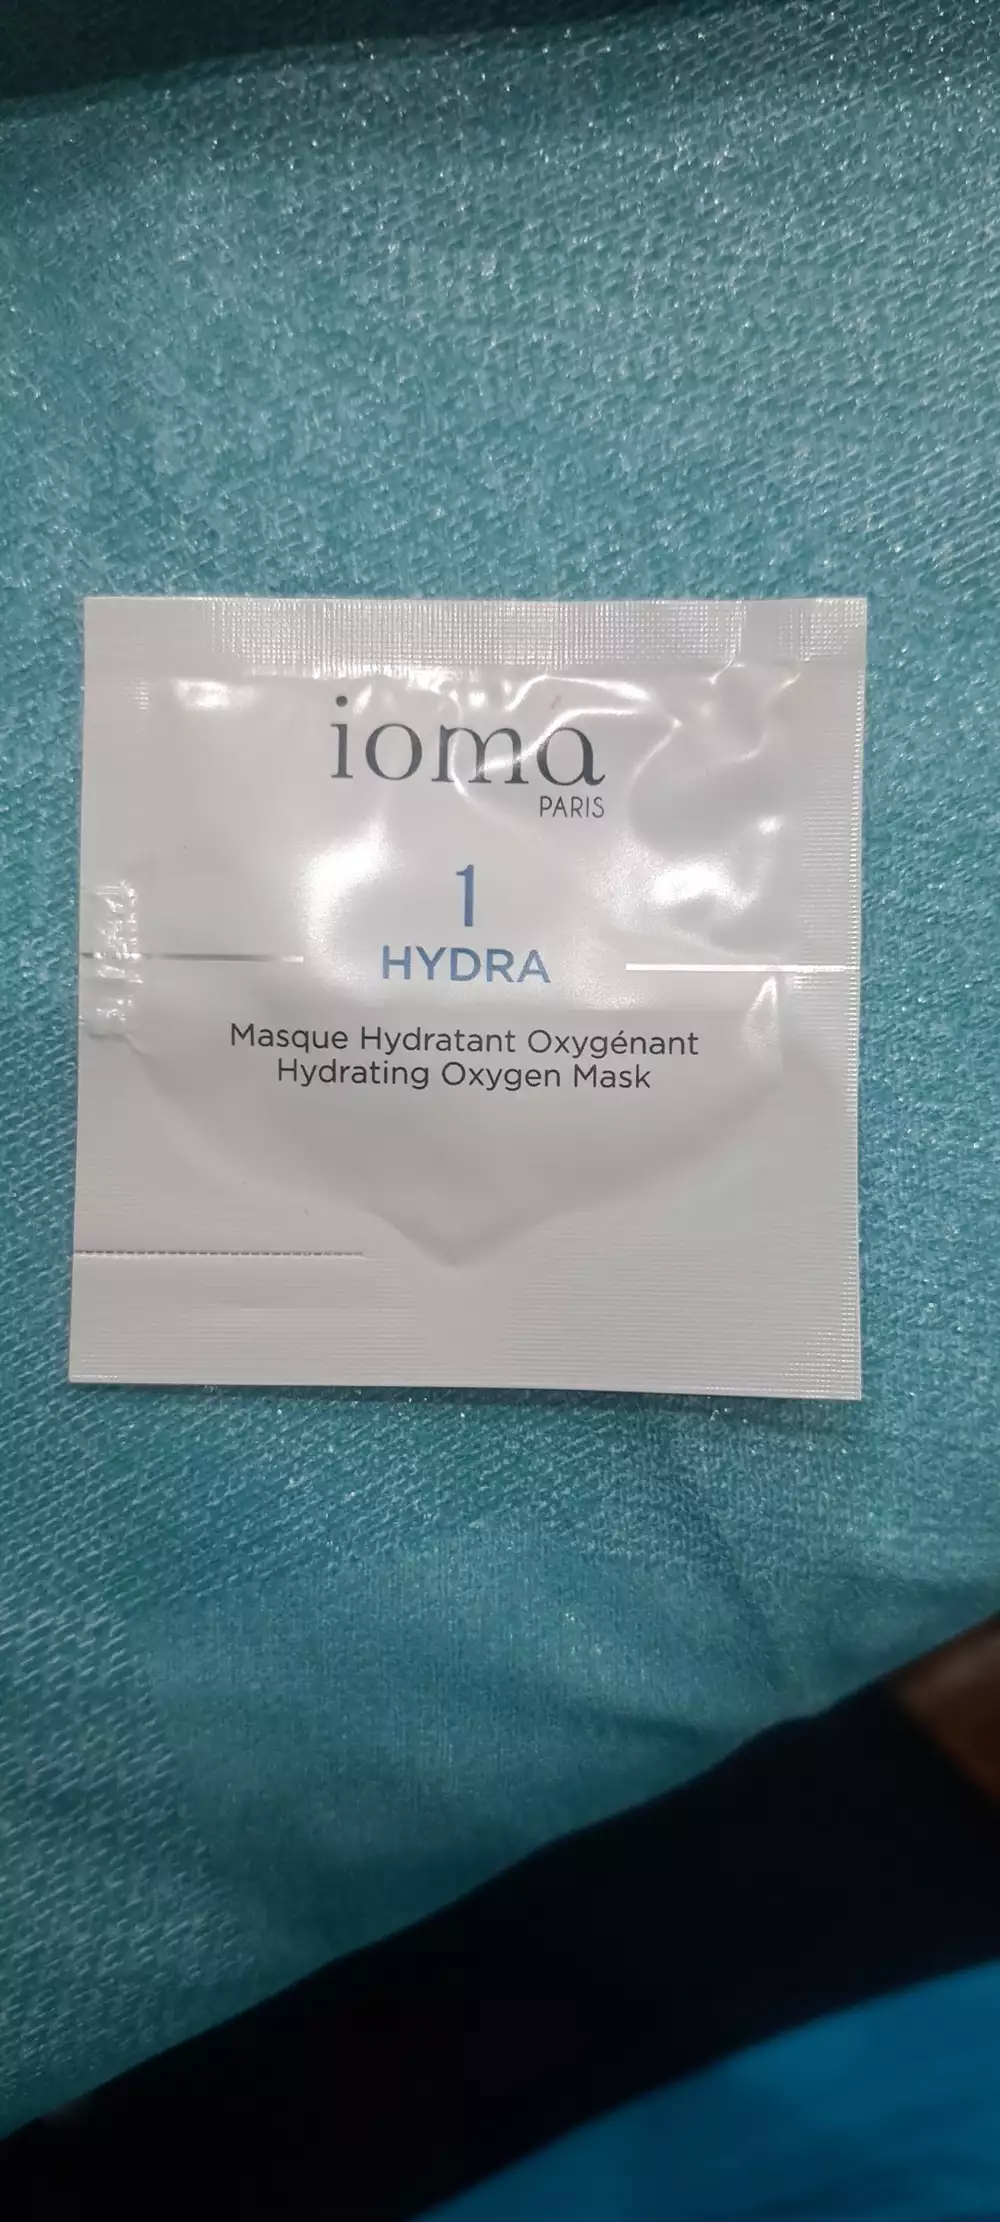 ioma
PARIS
1
HYDRA
Masque Hydratant Oxygénant
Hydrating Oxygen Mask